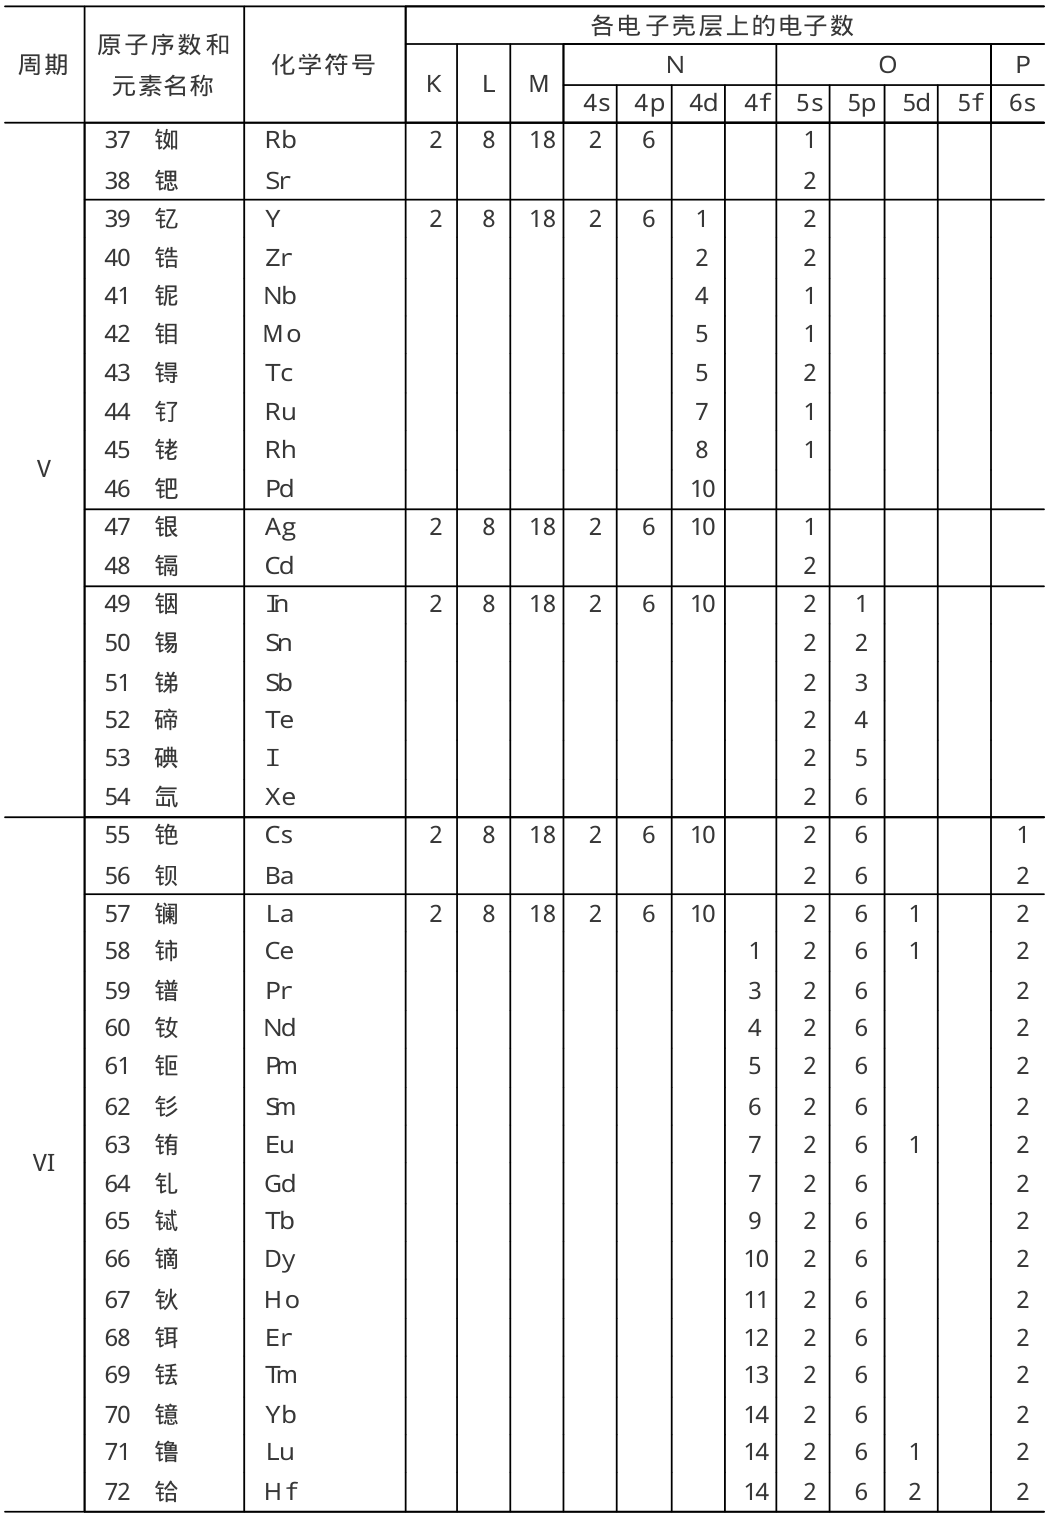 各电子壳层上的电子数
周期 原子序数和元素名称 化学符号 K L M N O P
4s 4p 4d 4f 5s 5p 5d 5f 6s
37 铷 Rb 2 8 18 2 6 1
38 锶 Sr 2
39 钇 Y 2 8 18 2 6 1 2
40 锆 Zr 2 2
41 铌 Nb 4 1
42 钼 Mo 5 1
43 锝 Tc 5 2
44 钌 Ru 7 1
45 铑 Rh 8 1
V
46 钯 Pd 10
47 银 Ag 2 8 18 2 6 10 1
48 镉 Cd 2
49 铟 In 2 8 18 2 6 10 2 1
50 锡 Sn 2 2
51 锑 Sb 2 3
52 碲 Te 2 4
53 碘 I 2 5
54 氙 Xe 2 6
55 铯 Cs 2 8 18 2 6 10 2 6 1
56 钡 Ba 2 6 2
57 镧 La 2 8 18 2 6 10 2 6 1 2
58 铈 Ce 1 2 6 1 2
59 镨 Pr 3 2 6 2
60 钕 Nd 4 2 6 2
61 钷 Pm 5 2 6 2
62 钐 Sm 6 2 6 2
63 铕 Eu 7 2 6 1 2
VI
64 钆 Gd 7 2 6 2
65 铽 Tb 9 2 6 2
66 镝 Dy 10 2 6 2
67 钬 Ho 11 2 6 2
68 铒 Er 12 2 6 2
69 铥 Tm 13 2 6 2
70 镱 Yb 14 2 6 2
71 镥 Lu 14 2 6 1 2
72 铪 Hf 14 2 6 2 2